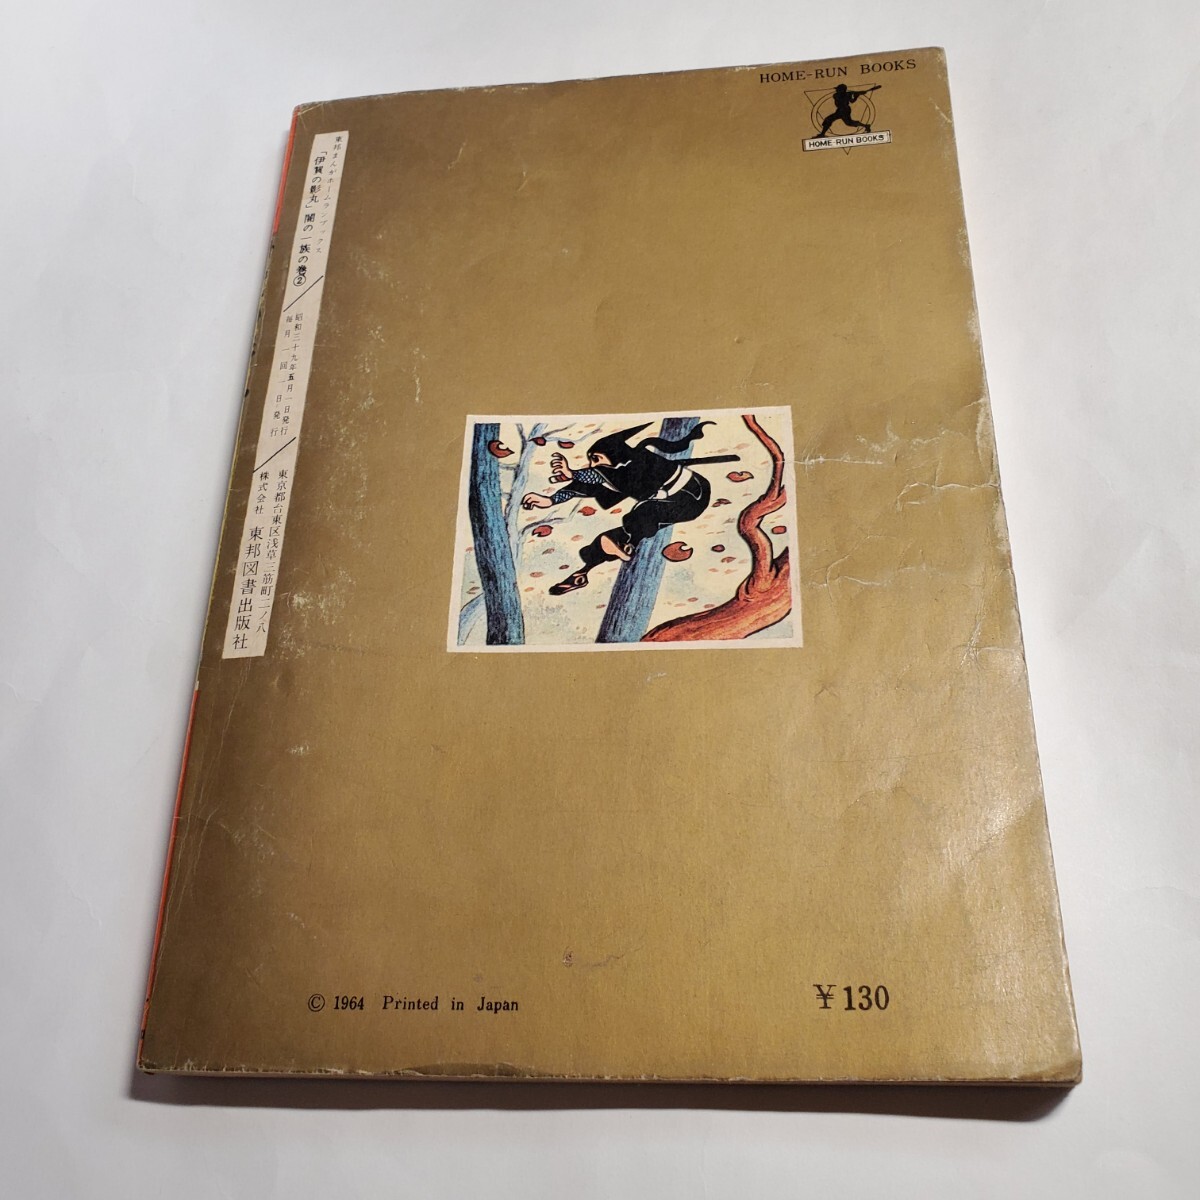 HOME-RUN BOOKS
HOME RUN BOOKS
東邦まんがホームランブックス
「伊賀の影丸」闇の一族の巻②
昭和三十九年五月一日発行
毎月一回一日発行
東京都台東区浅草三筋町二ノ八
株式会社 東邦図書出版社
© 1964 Printed in Japan
￥130